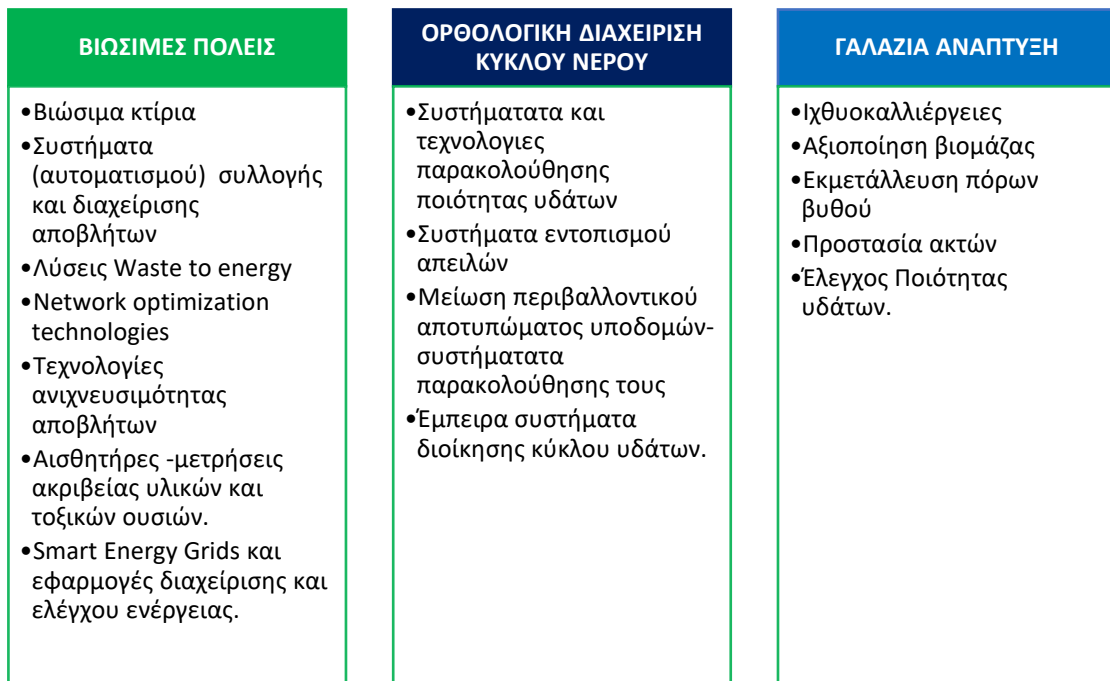 ΒΙΩΣΙΜΕΣ ΠΟΛΕΙΣ
•Βιώσιμα κτίρια
•Συστήματα
(αυτοματισμού) συλλογής
και διαχείρισης
αποβλήτων
•Λύσεις Waste to energy
•Network optimization
technologies
•Τεχνολογίες
ανιχνευσιμότητας
αποβλήτων
•Αισθητήρες -μετρήσεις
ακριβείας υλικών και
τοξικών ουσιών.
•Smart Energy Grids και
εφαρμογές διαχείρισης και
ελέγχου ενέργειας.
ΟΡΘΟΛΟΓΙΚΗ ΔΙΑΧΕΙΡΙΣΗ
ΚΥΚΛΟΥ ΝΕΡΟΥ
•Συστήματατα και
τεχνολογιες
παρακολούθησης
ποιότητας υδάτων
•Συστήματα εντοπισμού
απειλών
•Μείωση περιβαλλοντικού
αποτυπώματος υποδομών-
συστήματατα
παρακολούθησης τους
•Έμπειρα συστήματα
διοίκησης κύκλου υδάτων.
ΓΑΛΑΖΙΑ ΑΝΑΠΤΥΞΗ
•Ιχθυοκαλλιέργειες
•Αξιοποίηση βιομάζας
•Εκμετάλλευση πόρων
βυθού
•Προστασία ακτών
•Έλεγχος Ποιότητας
υδάτων.